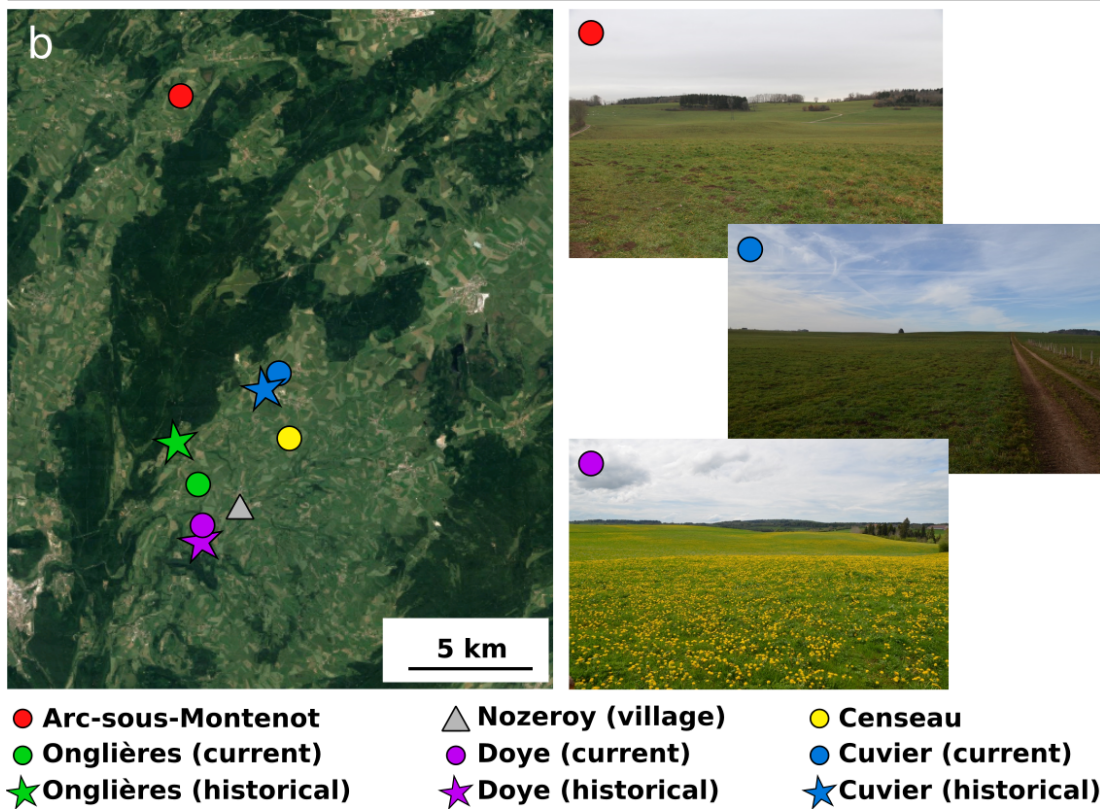 b
5 km
Arc-sous-Montenot
Nozeroy (village)
Censeau
Onglières (current)
Doye (current)
Cuvier (current)
Onglières (historical)
Doye (historical)
Cuvier (historical)